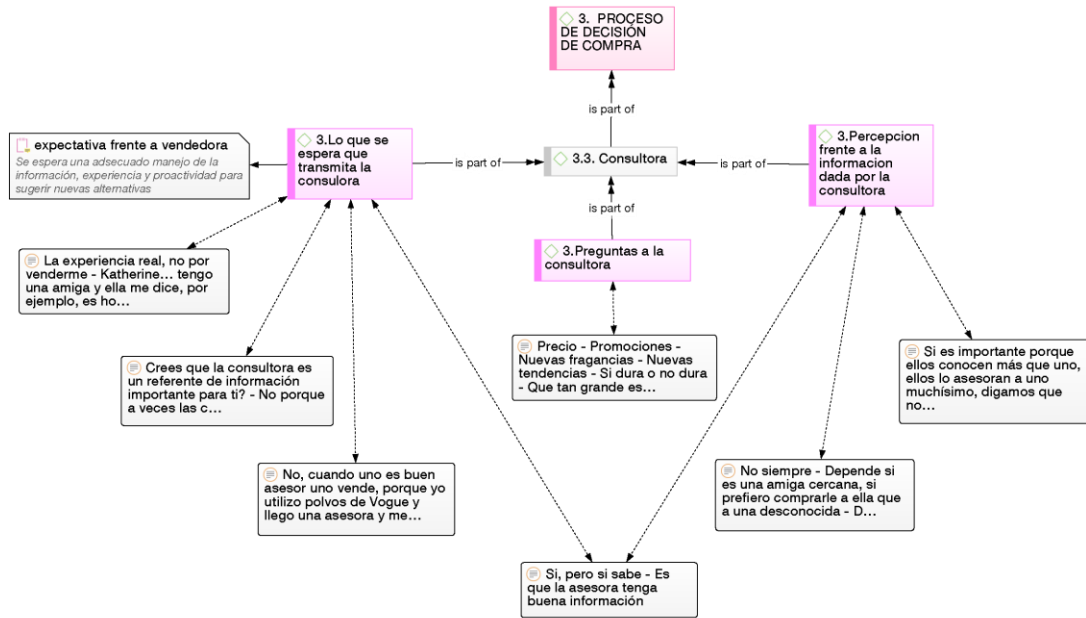 3. PROCESO
DE DECISIÓN
DE COMPRA
is part of
expectativa frente a vendedora
Se espera una adsecuado manejo de la
información, experiencia y proactividad para
sugerir nuevas alternativas
3.Lo que se
espera que
transmita la
consulora
is part of
3.3. Consultora
is part of
3.Percepcion
frente a la
informacion
dada por la
consultora
is part of
3.Preguntas a la
consultora
La experiencia real, no por
venderme - Katherine... tengo
una amiga y ella me dice, por
ejemplo, es ho...
Crees que la consultora es
un referente de información
importante para ti? - No porque
a veces las c...
Precio - Promociones -
Nuevas fragancias - Nuevas
tendencias - Si dura o no dura
- Que tan grande es...
Si es importante porque
ellos conocen más que uno,
ellos lo asesoran a uno
muchísimo, digamos que
no...
No, cuando uno es buen
asesor uno vende, porque yo
utilizo polvos de Vogue y
llego una asesora y me...
No siempre - Depende si
es una amiga cercana, si
prefiero comprarle a ella que
a una desconocida - D...
Si, pero si sabe - Es
que la asesora tenga
buena información